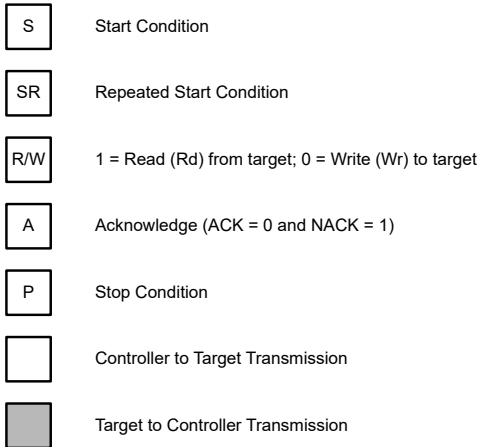 S Start Condition
SR Repeated Start Condition
R/W 1 = Read (Rd) from target; 0 = Write (Wr) to target
A Acknowledge (ACK = 0 and NACK = 1)
P Stop Condition
Controller to Target Transmission
Target to Controller Transmission